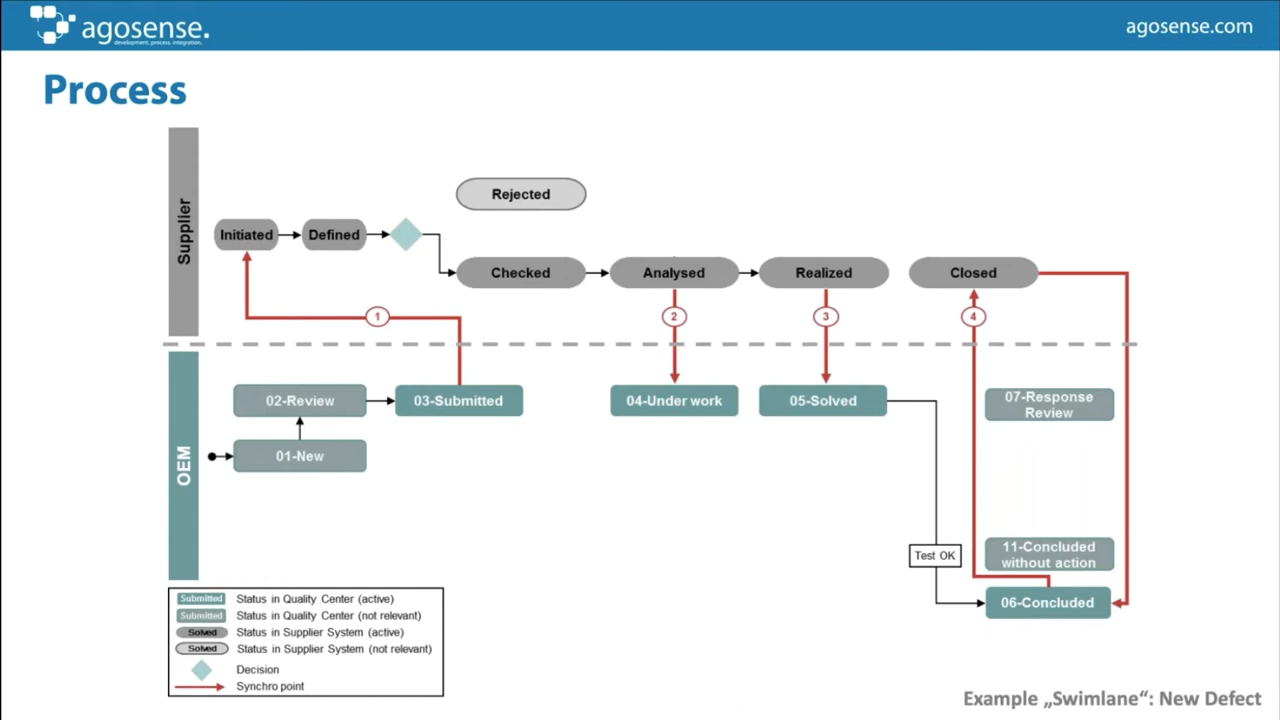 agosense.
development, process, integration.
agosense.com
Process
Supplier
Rejected
Initiated
Defined
Checked
Analysed
Realized
Closed
1
2
3
4
OEM
02-Review
03-Submitted
04-Under work
05-Solved
07-Response
Review
01-New
Test OK
11-Concluded
without action
06-Concluded
Submitted Status in Quality Center (active)
Submitted Status in Quality Center (not relevant)
Solved Status in Supplier System (active)
Solved Status in Supplier System (not relevant)
Decision
Synchro point
Example „Swimlane“: New Defect